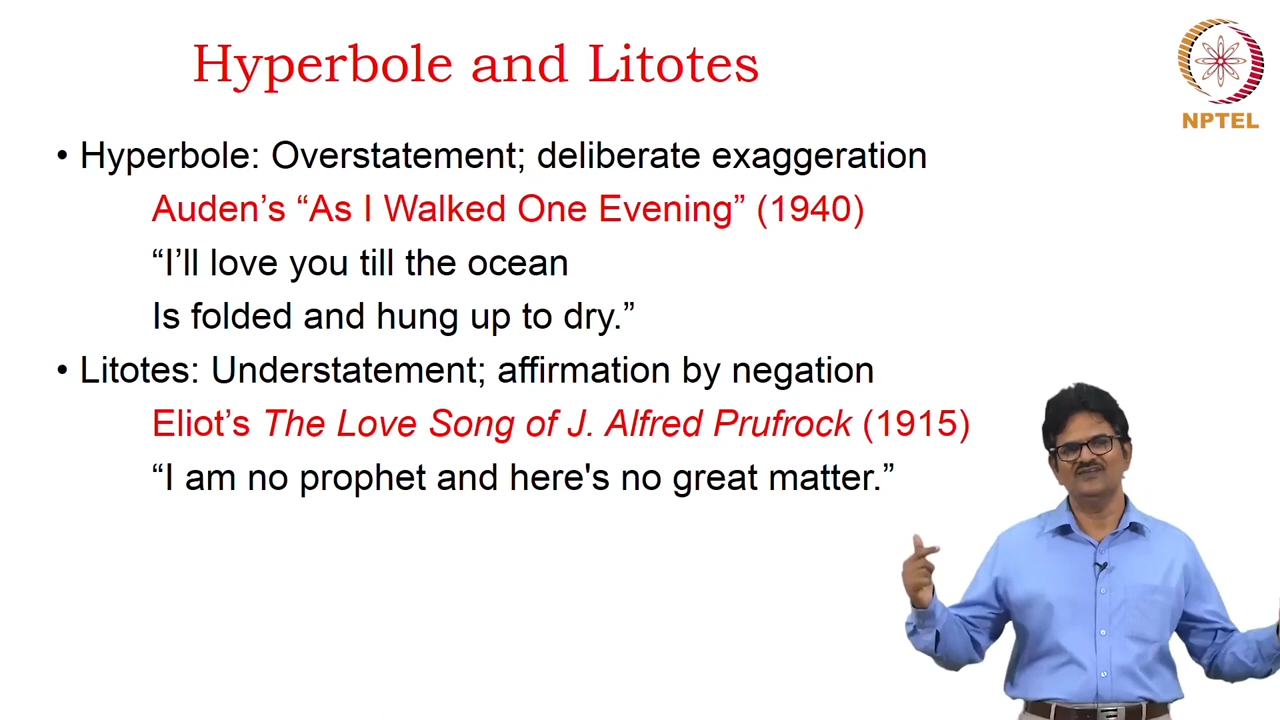 Hyperbole and Litotes
NPTEL
• Hyperbole: Overstatement; deliberate exaggeration
Auden’s “As I Walked One Evening” (1940)
“I’ll love you till the ocean
Is folded and hung up to dry.”
• Litotes: Understatement; affirmation by negation
Eliot’s The Love Song of J. Alfred Prufrock (1915)
“I am no prophet and here's no great matter.”